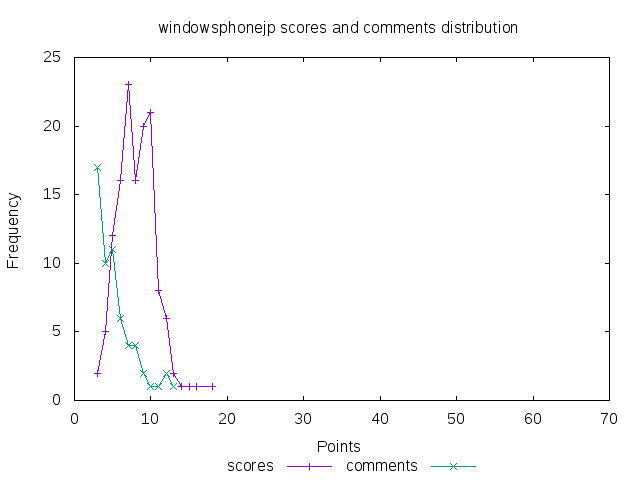 windowsphonejp scores and comments distribution
25
20
15
10
5
0
Frequency
0 10 20 30 40 50 60 70
Points
scores comments